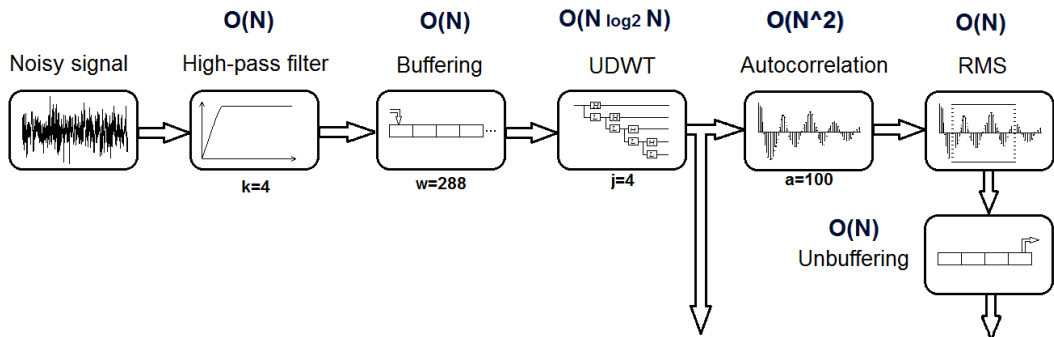 O(N)
O(N)
O(N log2 N)
O(N^2)
O(N)
Noisy signal
High-pass filter
Buffering
UDWT
Autocorrelation
RMS
H
L
H
L
H
L
H
L
...
k=4
w=288
j=4
a=100
O(N)
Unbuffering